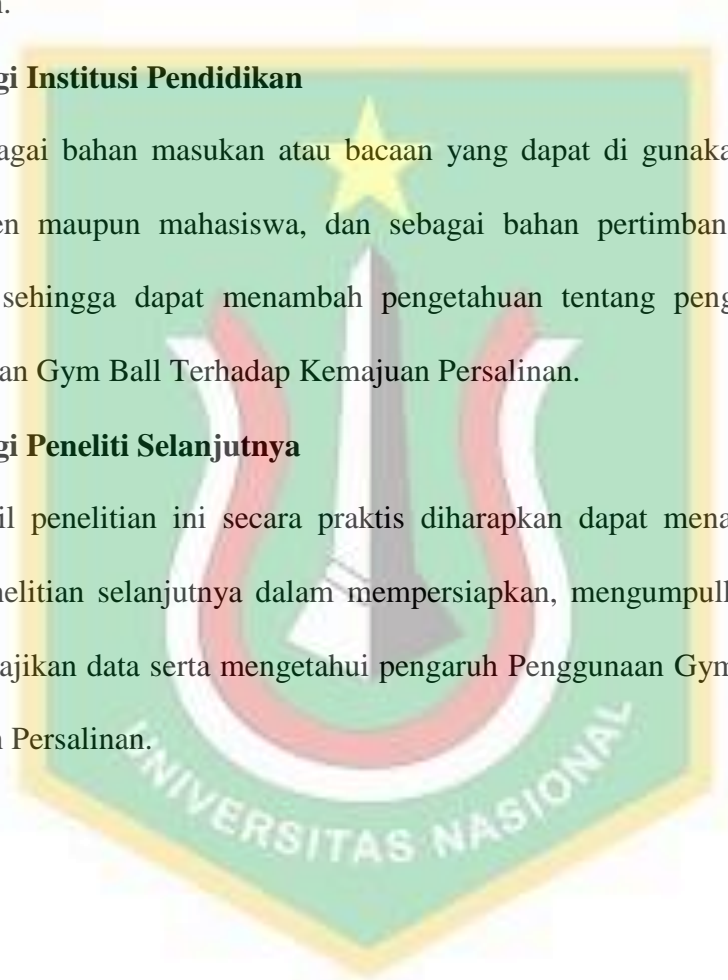 n.
gi Institusi Pendidikan
agai bahan masukan atau bacaan yang dapat di gunaka
en maupun mahasiswa, dan sebagai bahan pertimban
sehingga dapat menambah pengetahuan tentang peng
an Gym Ball Terhadap Kemajuan Persalinan.
gi Peneliti Selanjutnya
il penelitian ini secara praktis diharapkan dapat mena
nelitian selanjutnya dalam mempersiapkan, mengumpul
ajikan data serta mengetahui pengaruh Penggunaan Gym
n Persalinan.
UNIVERSITAS NASIONAL